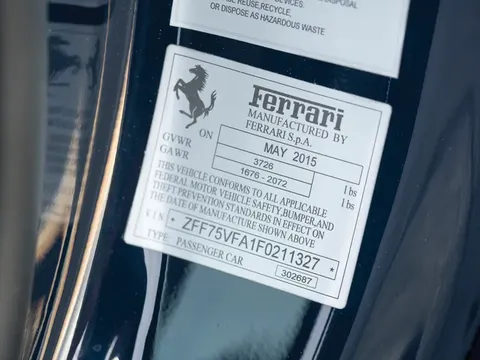 DISPOSAL
REUSE, RECYCLE,
OR DISPOSE AS HAZARDOUS WASTE
Ferrari
MANUFACTURED BY
FERRARI S.p.A.
ON MAY 2015
GVWR 3726 lbs
GAWR 1676 - 2072 lbs
THIS VEHICLE CONFORMS TO ALL APPLICABLE
FEDERAL MOTOR VEHICLE SAFETY, BUMPER, AND
THEFT PREVENTION STANDARDS IN EFFECT ON
THE DATE OF MANUFACTURE SHOWN ABOVE
VIN * ZFF75VFA1F0211327 *
TYPE: PASSENGER CAR 302687